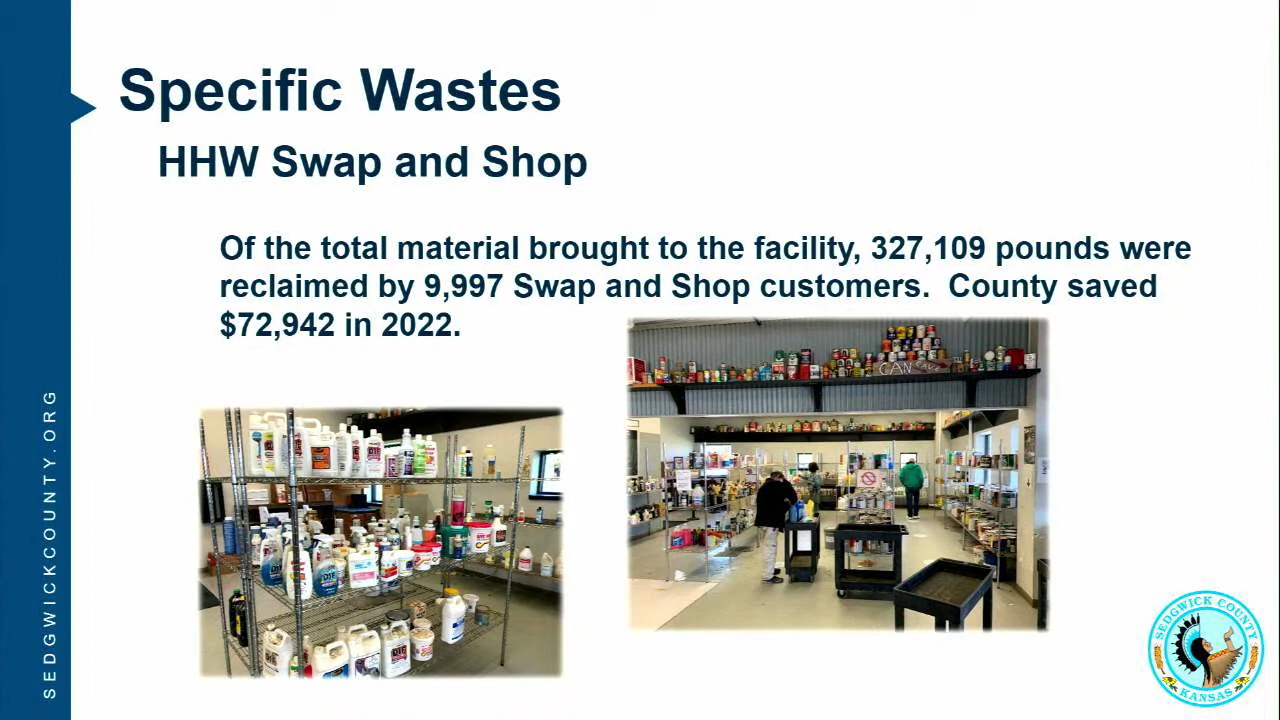 Specific Wastes
HHW Swap and Shop
Of the total material brought to the facility, 327,109 pounds were
reclaimed by 9,997 Swap and Shop customers.  County saved
$72,942 in 2022.
CAN
SEDGWICKCOUNTY.ORG
SEDGWICK COUNTY
KANSAS